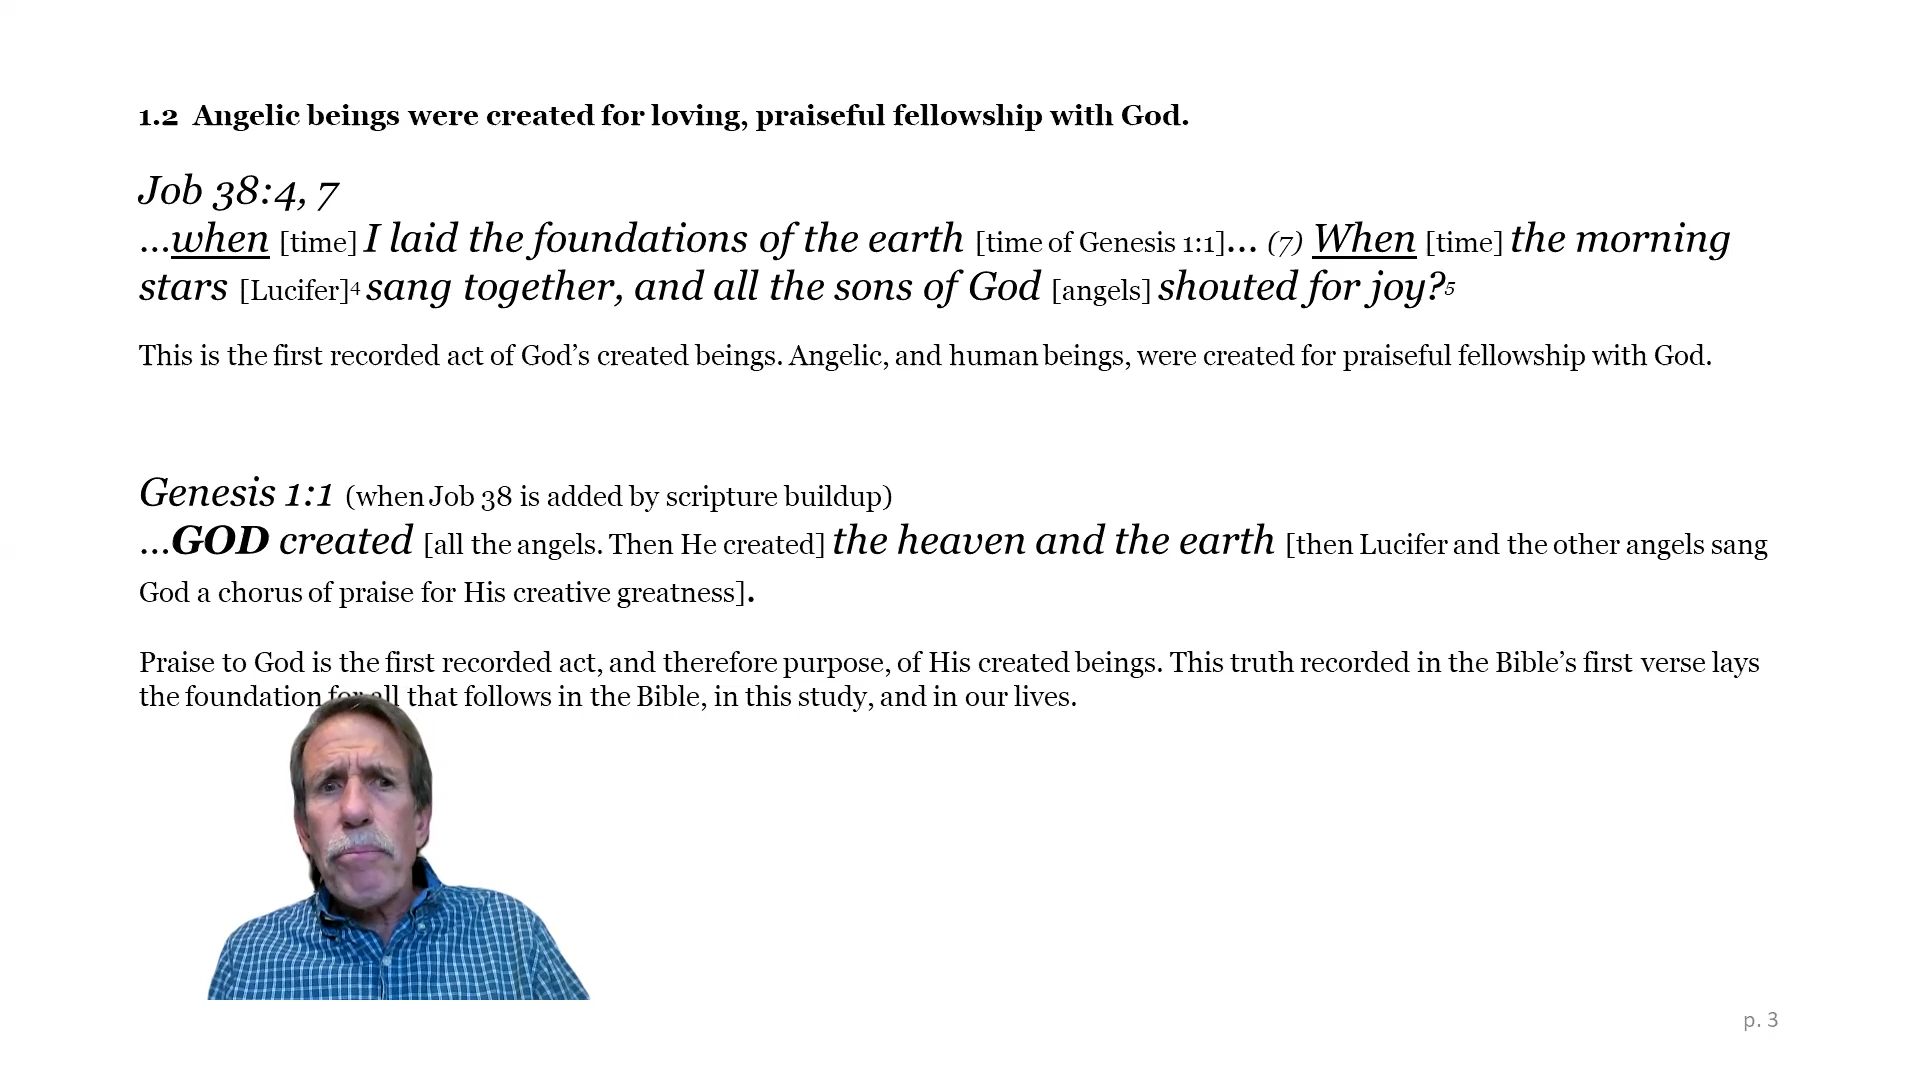 1.2 Angelic beings were created for loving, praiseful fellowship with God.
Job 38:4, 7
...when [time] I laid the foundations of the earth [time of Genesis 1:1]... (7) When [time] the morning
stars [Lucifer]4 sang together, and all the sons of God [angels] shouted for joy?5
This is the first recorded act of God’s created beings. Angelic, and human beings, were created for praiseful fellowship with God.
Genesis 1:1 (when Job 38 is added by scripture buildup)
...GOD created [all the angels. Then He created] the heaven and the earth [then Lucifer and the other angels sang
God a chorus of praise for His creative greatness].
Praise to God is the first recorded act, and therefore purpose, of His created beings. This truth recorded in the Bible’s first verse lays
the foundation for all that follows in the Bible, in this study, and in our lives.
p. 3